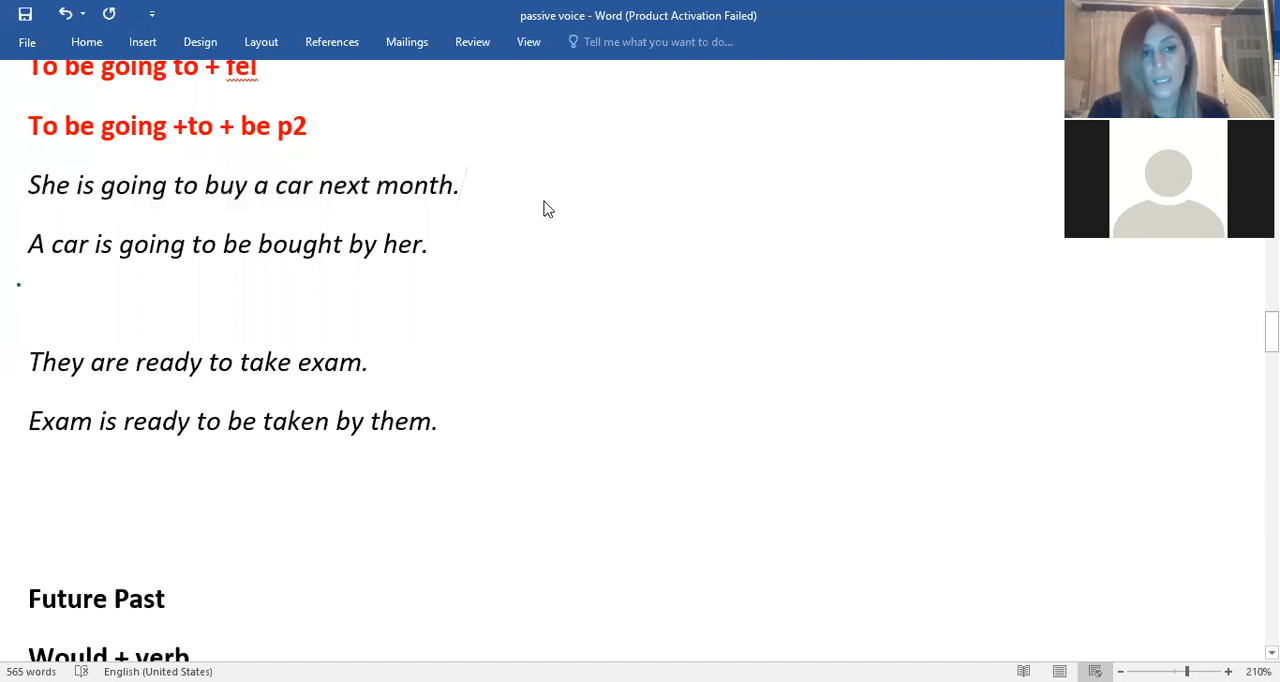 passive voice - Word (Product Activation Failed)
File Home Insert Design Layout References Mailings Review View Tell me what you want to do...
To be going to + fel
To be going +to + be p2
She is going to buy a car next month.
A car is going to be bought by her.
They are ready to take exam.
Exam is ready to be taken by them.
Future Past
Would + verb
565 words English (United States) 210%